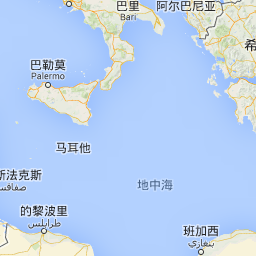 巴里
Bari
阿尔巴尼亚
希
巴勒莫
Palermo
马耳他
斯法克斯
صفاقس
地中海
的黎波里
طرابلس
班加西
بنغازي